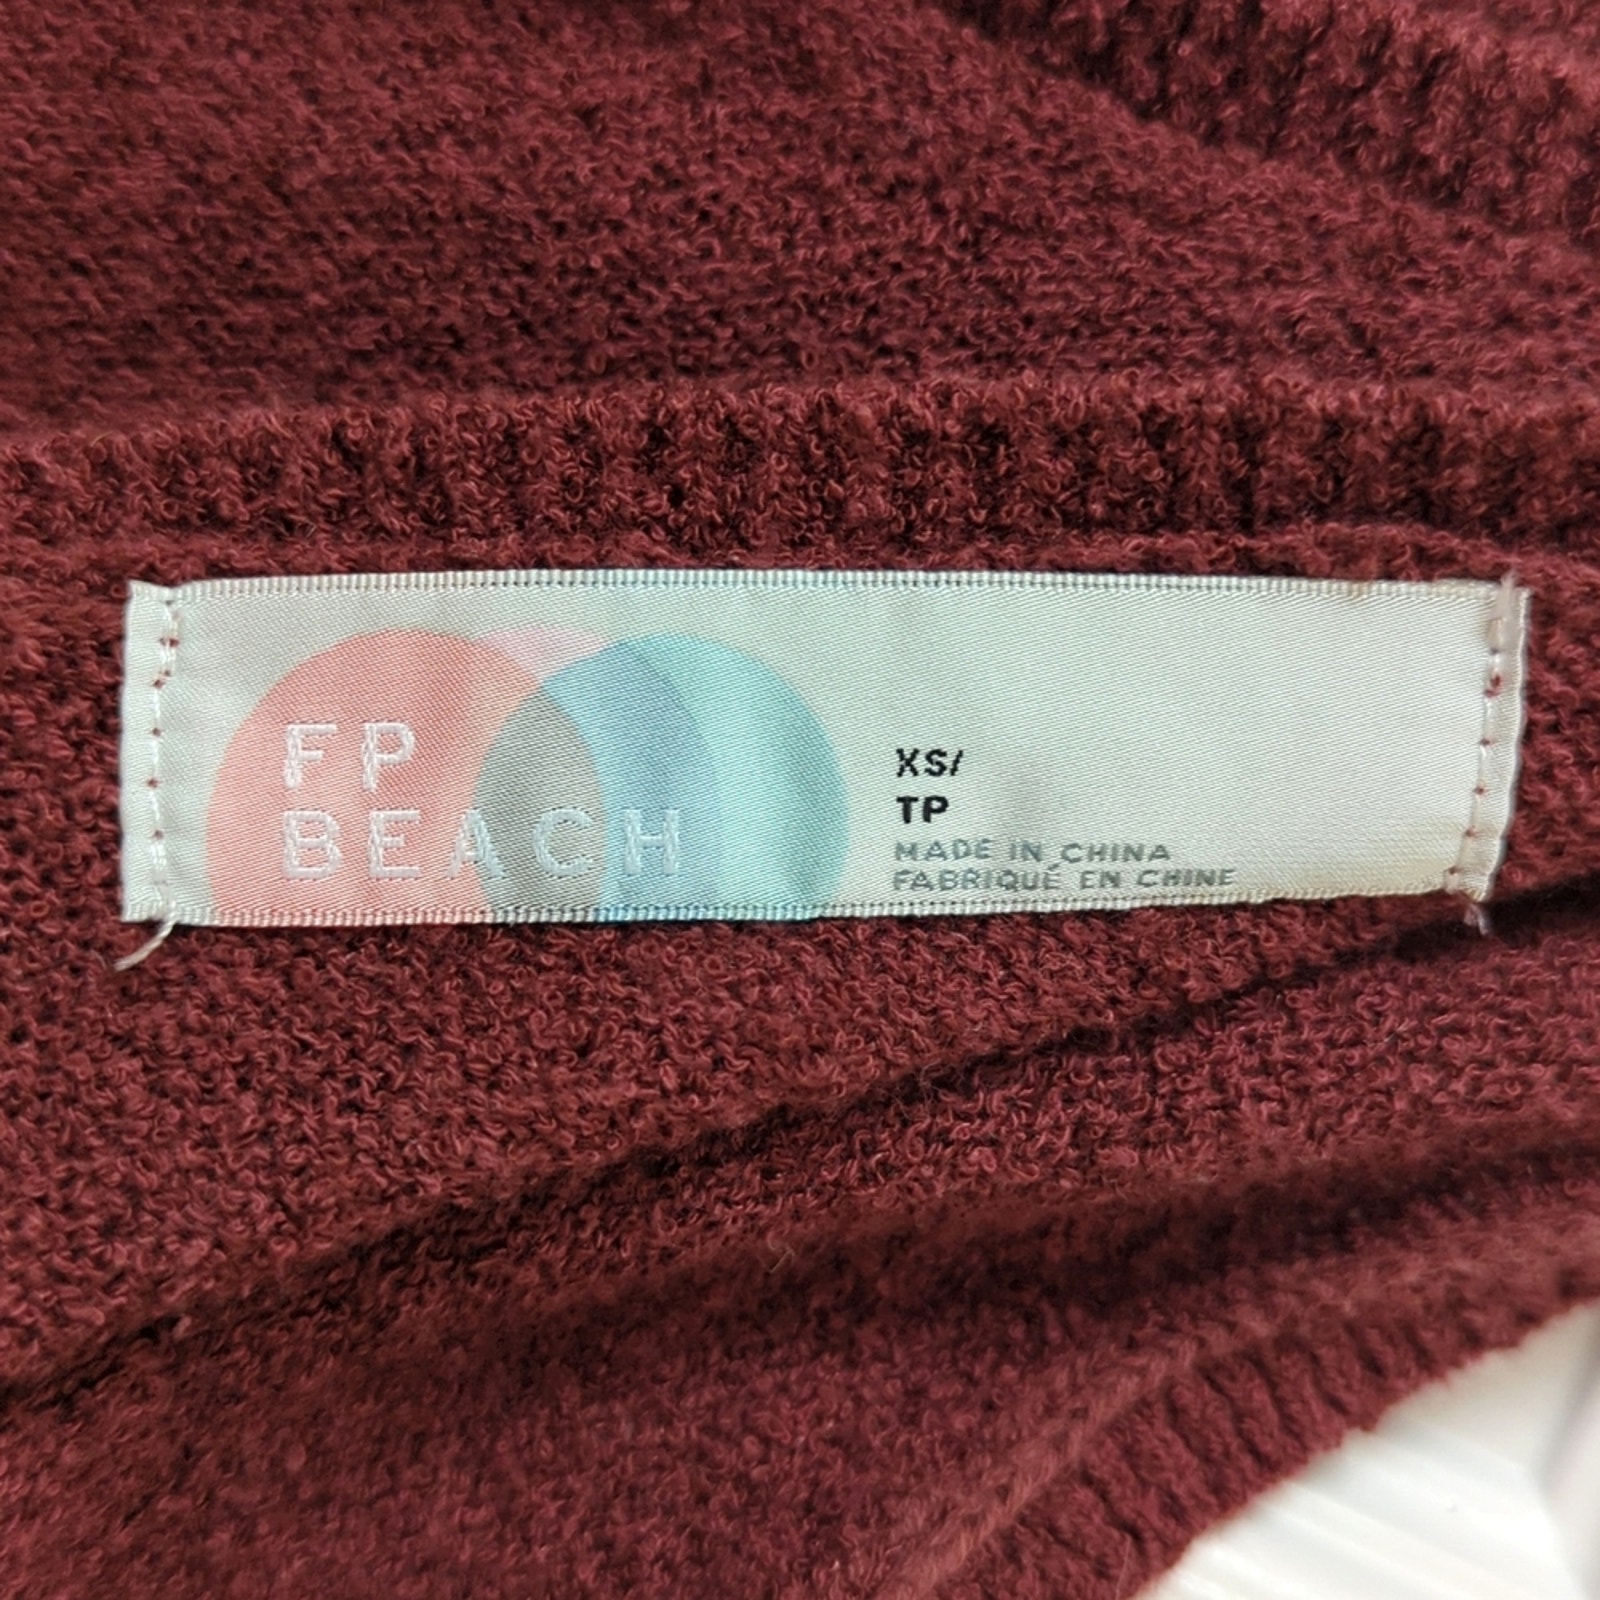 FP
BEACH
XS/
TP
MADE IN CHINA
FABRIQUÉ EN CHINE